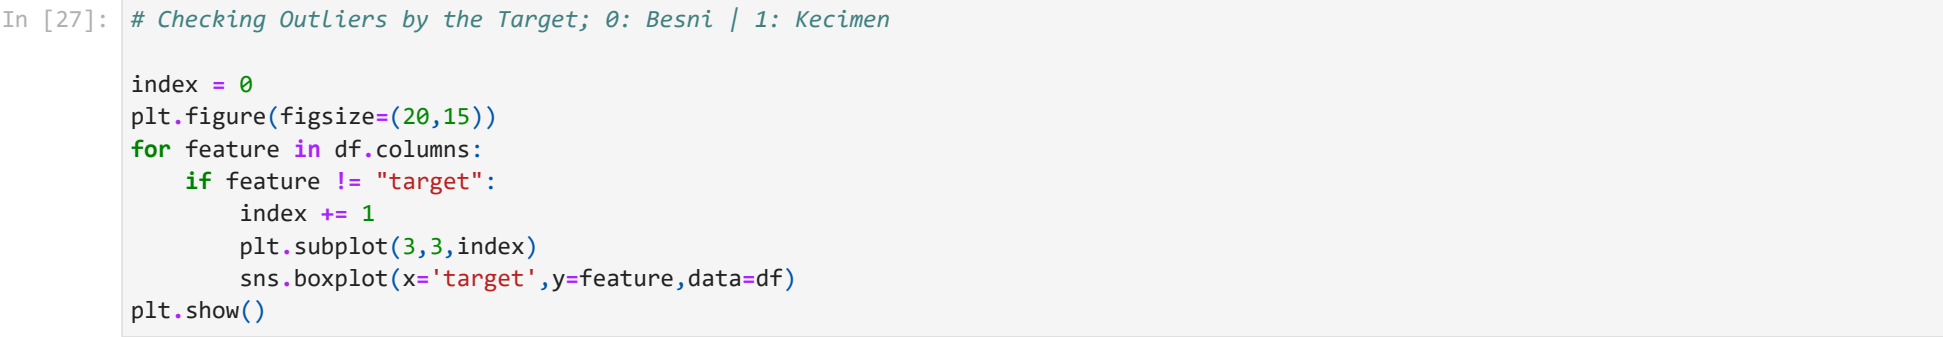 In [27]: # Checking Outliers by the Target; 0: Besni | 1: Kecimen
index = 0
plt.figure(figsize=(20,15))
for feature in df.columns:
    if feature != "target":
        index += 1
        plt.subplot(3,3,index)
        sns.boxplot(x='target',y=feature,data=df)
plt.show()